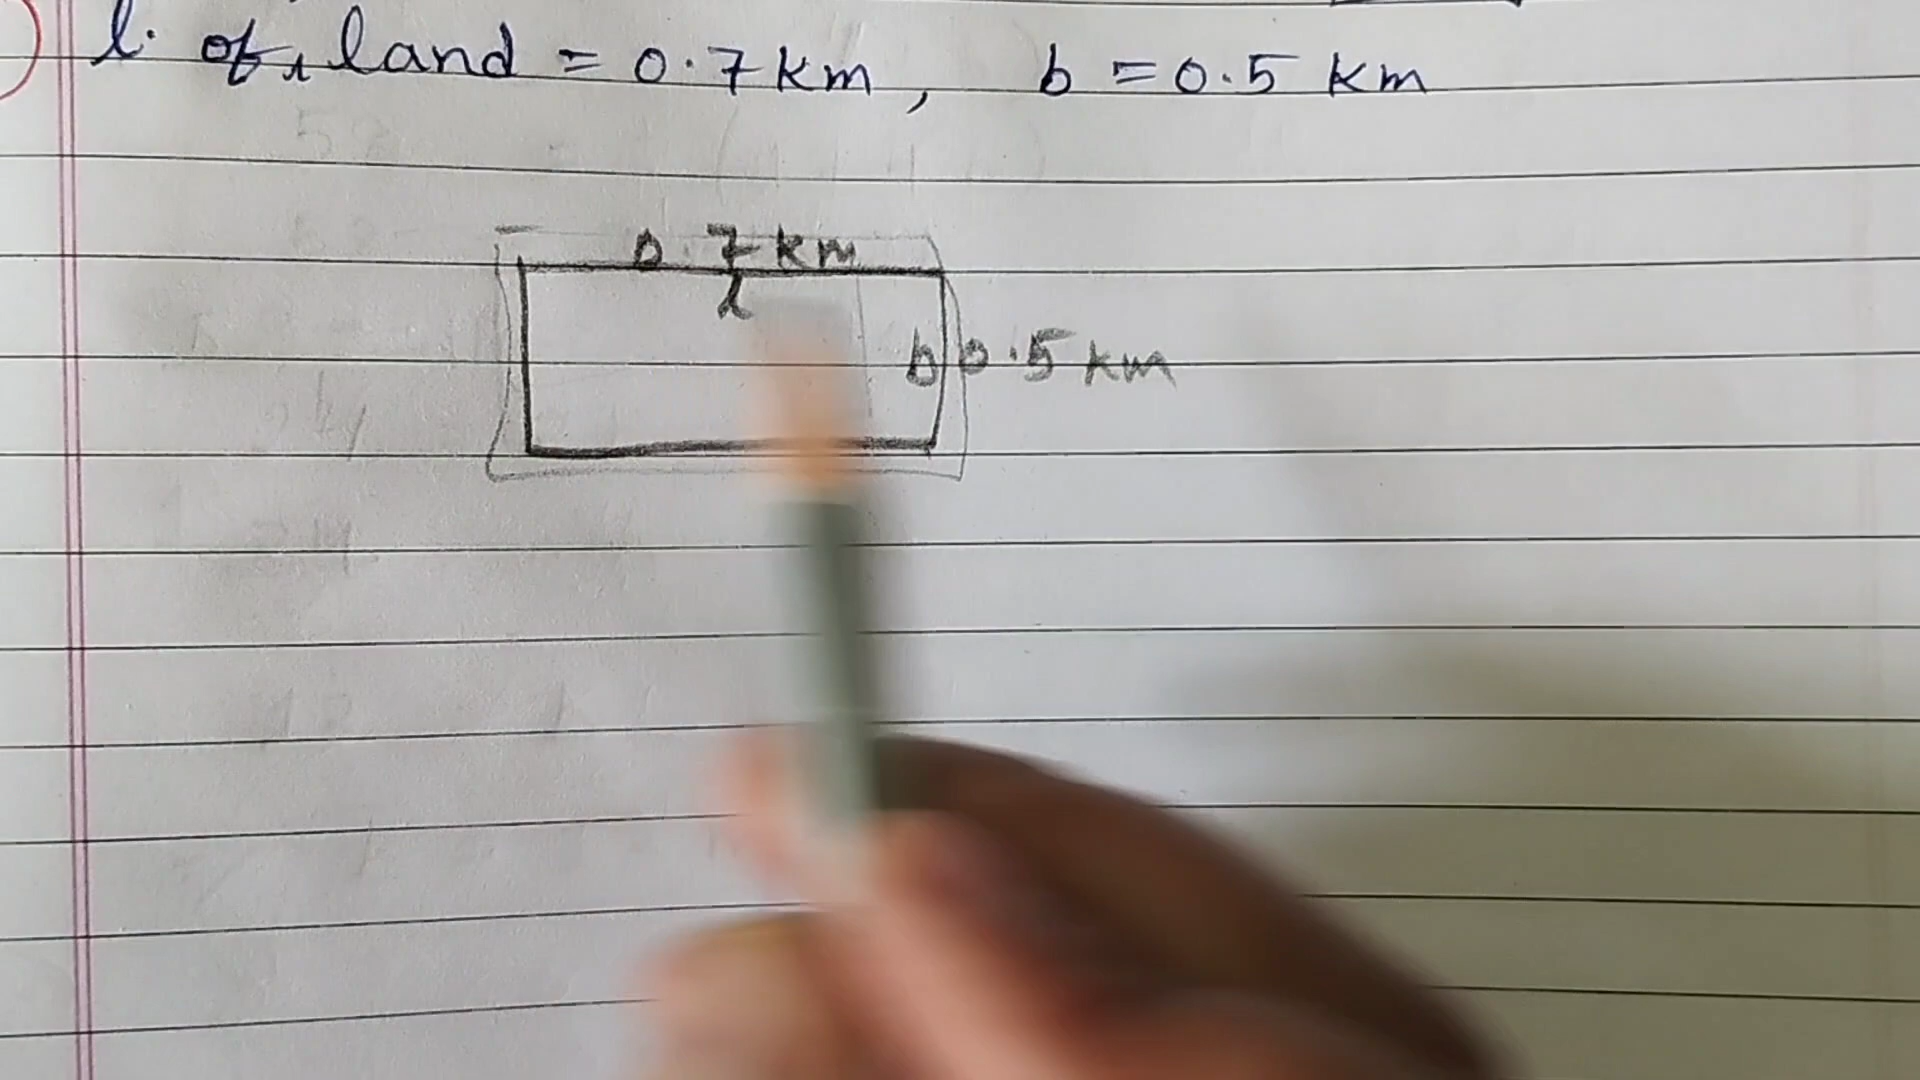 l. of land = 0.7 km, b = 0.5 km
0.7 km
l
b 0.5 km